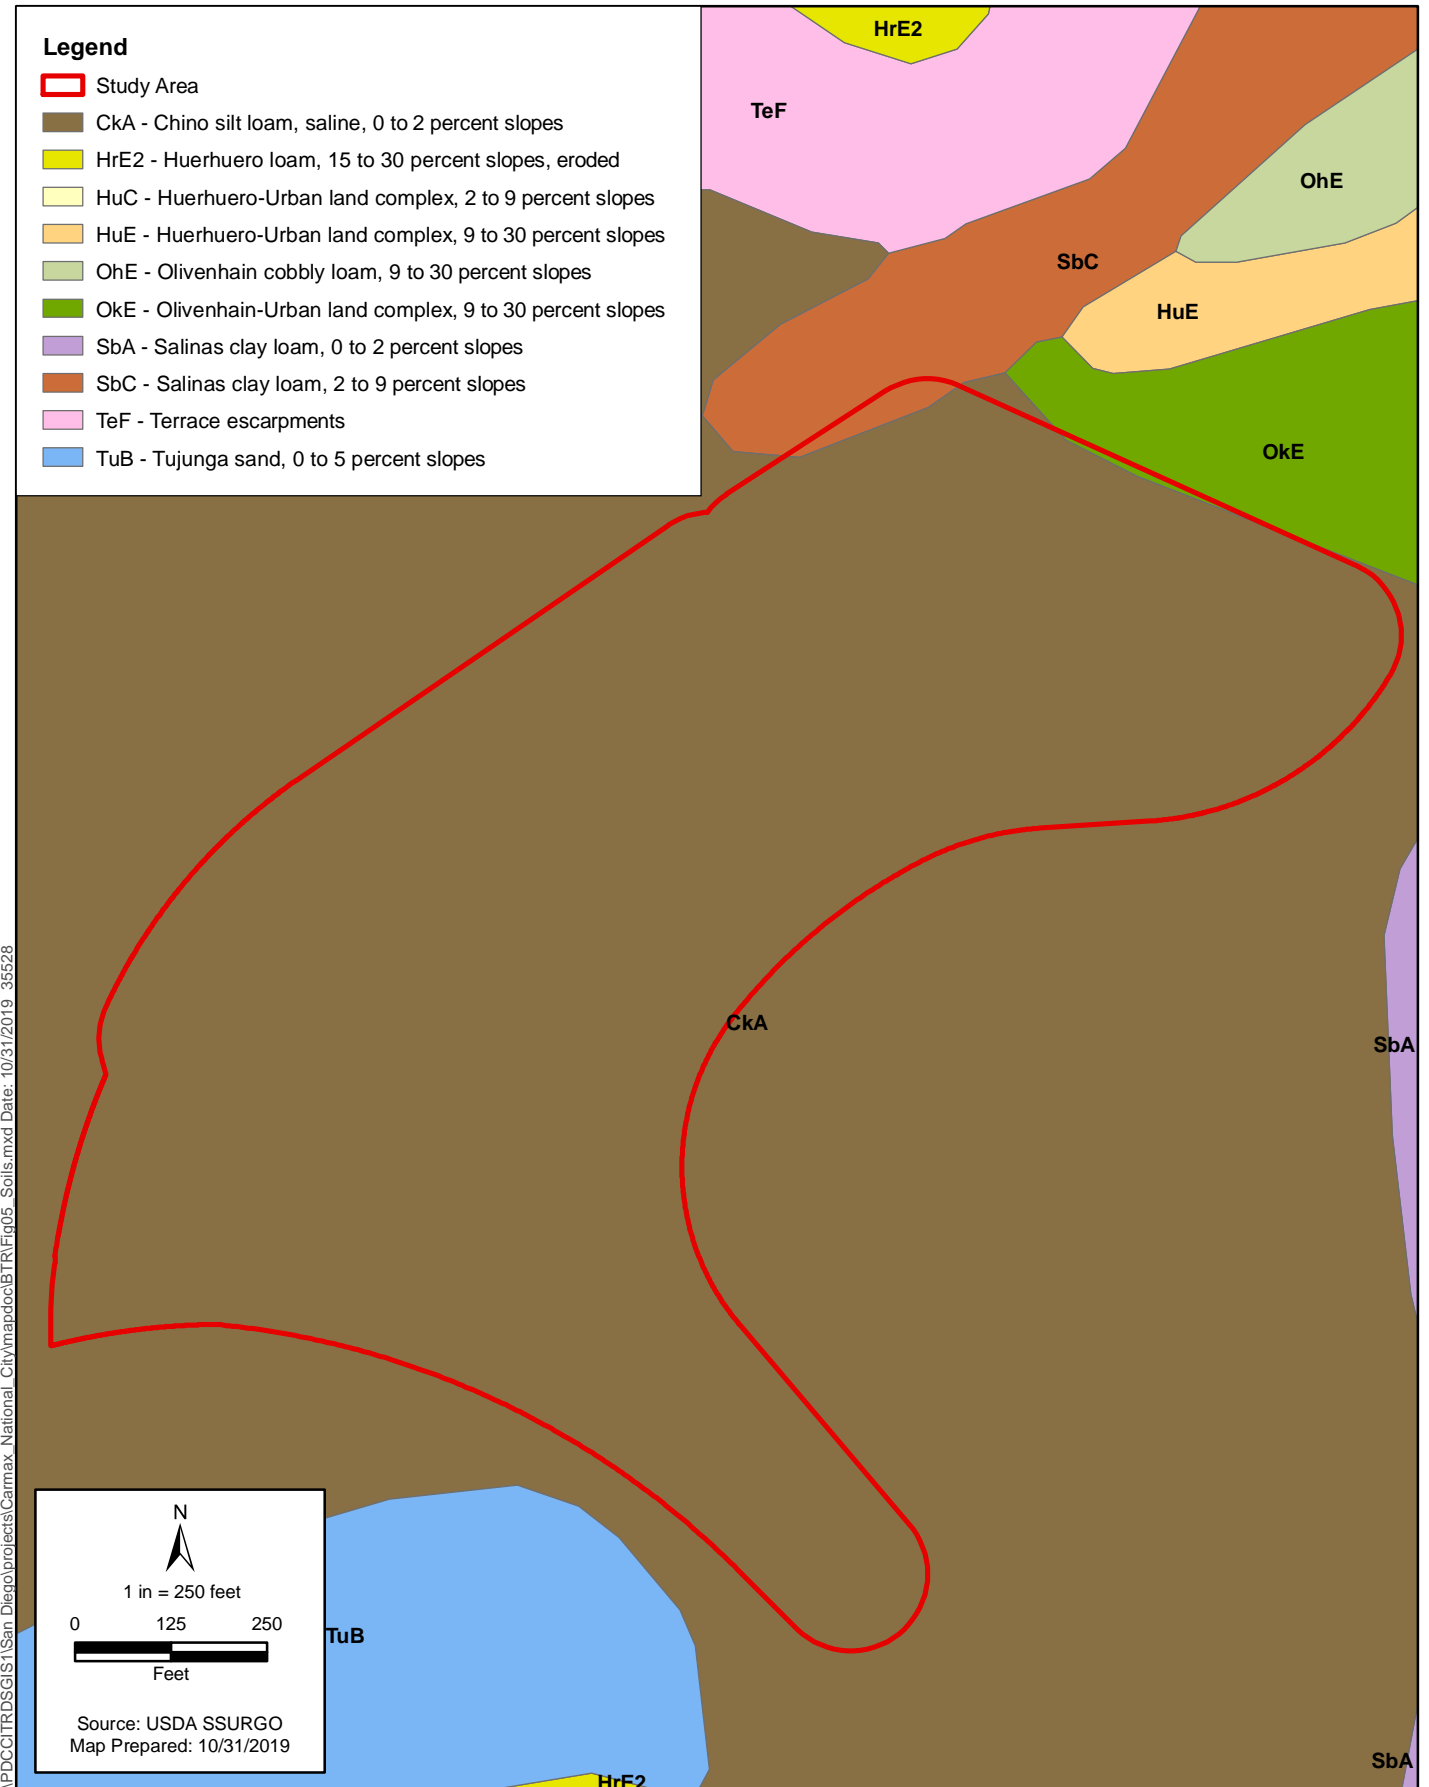 Legend
Study Area
CkA - Chino silt loam, saline, 0 to 2 percent slopes
HrE2 - Huerhuero loam, 15 to 30 percent slopes, eroded
HuC - Huerhuero-Urban land complex, 2 to 9 percent slopes
HuE - Huerhuero-Urban land complex, 9 to 30 percent slopes
OhE - Olivenhain cobbly loam, 9 to 30 percent slopes
OkE - Olivenhain-Urban land complex, 9 to 30 percent slopes
SbA - Salinas clay loam, 0 to 2 percent slopes
SbC - Salinas clay loam, 2 to 9 percent slopes
TeF - Terrace escarpments
TuB - Tujunga sand, 0 to 5 percent slopes
HrE2
TeF
OhE
SbC
HuE
OkE
CkA
SbA
TuB
SbA
HrE2
N
1 in = 250 feet
0 125 250
Feet
Source: USDA SSURGO
Map Prepared: 10/31/2019
\PDCCITRDSGIS1\San Diego\projects\Carmax_National_City\mapdoc\BTR\Fig05_Soils.mxd Date: 10/31/2019 35528